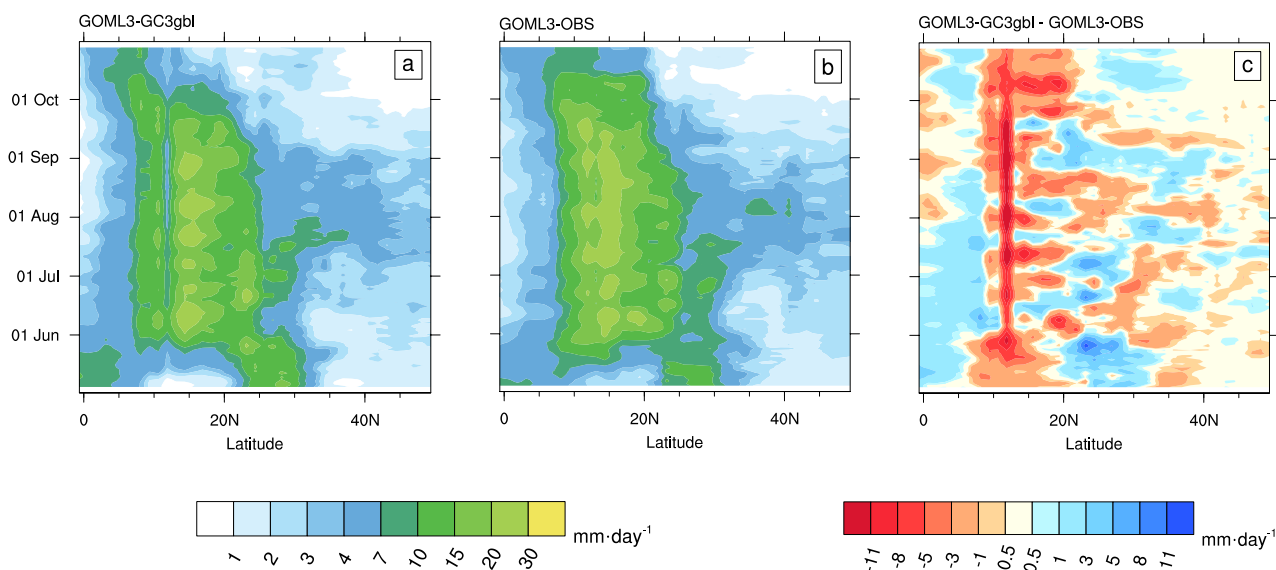 GOML3-GC3gbl
GOML3-OBS
GOML3-GC3gbl - GOML3-OBS
a
b
c
01 Oct
01 Sep
01 Aug
01 Jul
01 Jun
0 20N 40N
0 20N 40N
0 20N 40N
Latitude
Latitude
Latitude
1 2 3 4 7 10 15 20 30
mm·day-1
-11 -8 -5 -3 -1 -0.5 0.5 1 3 5 8 11
mm·day-1